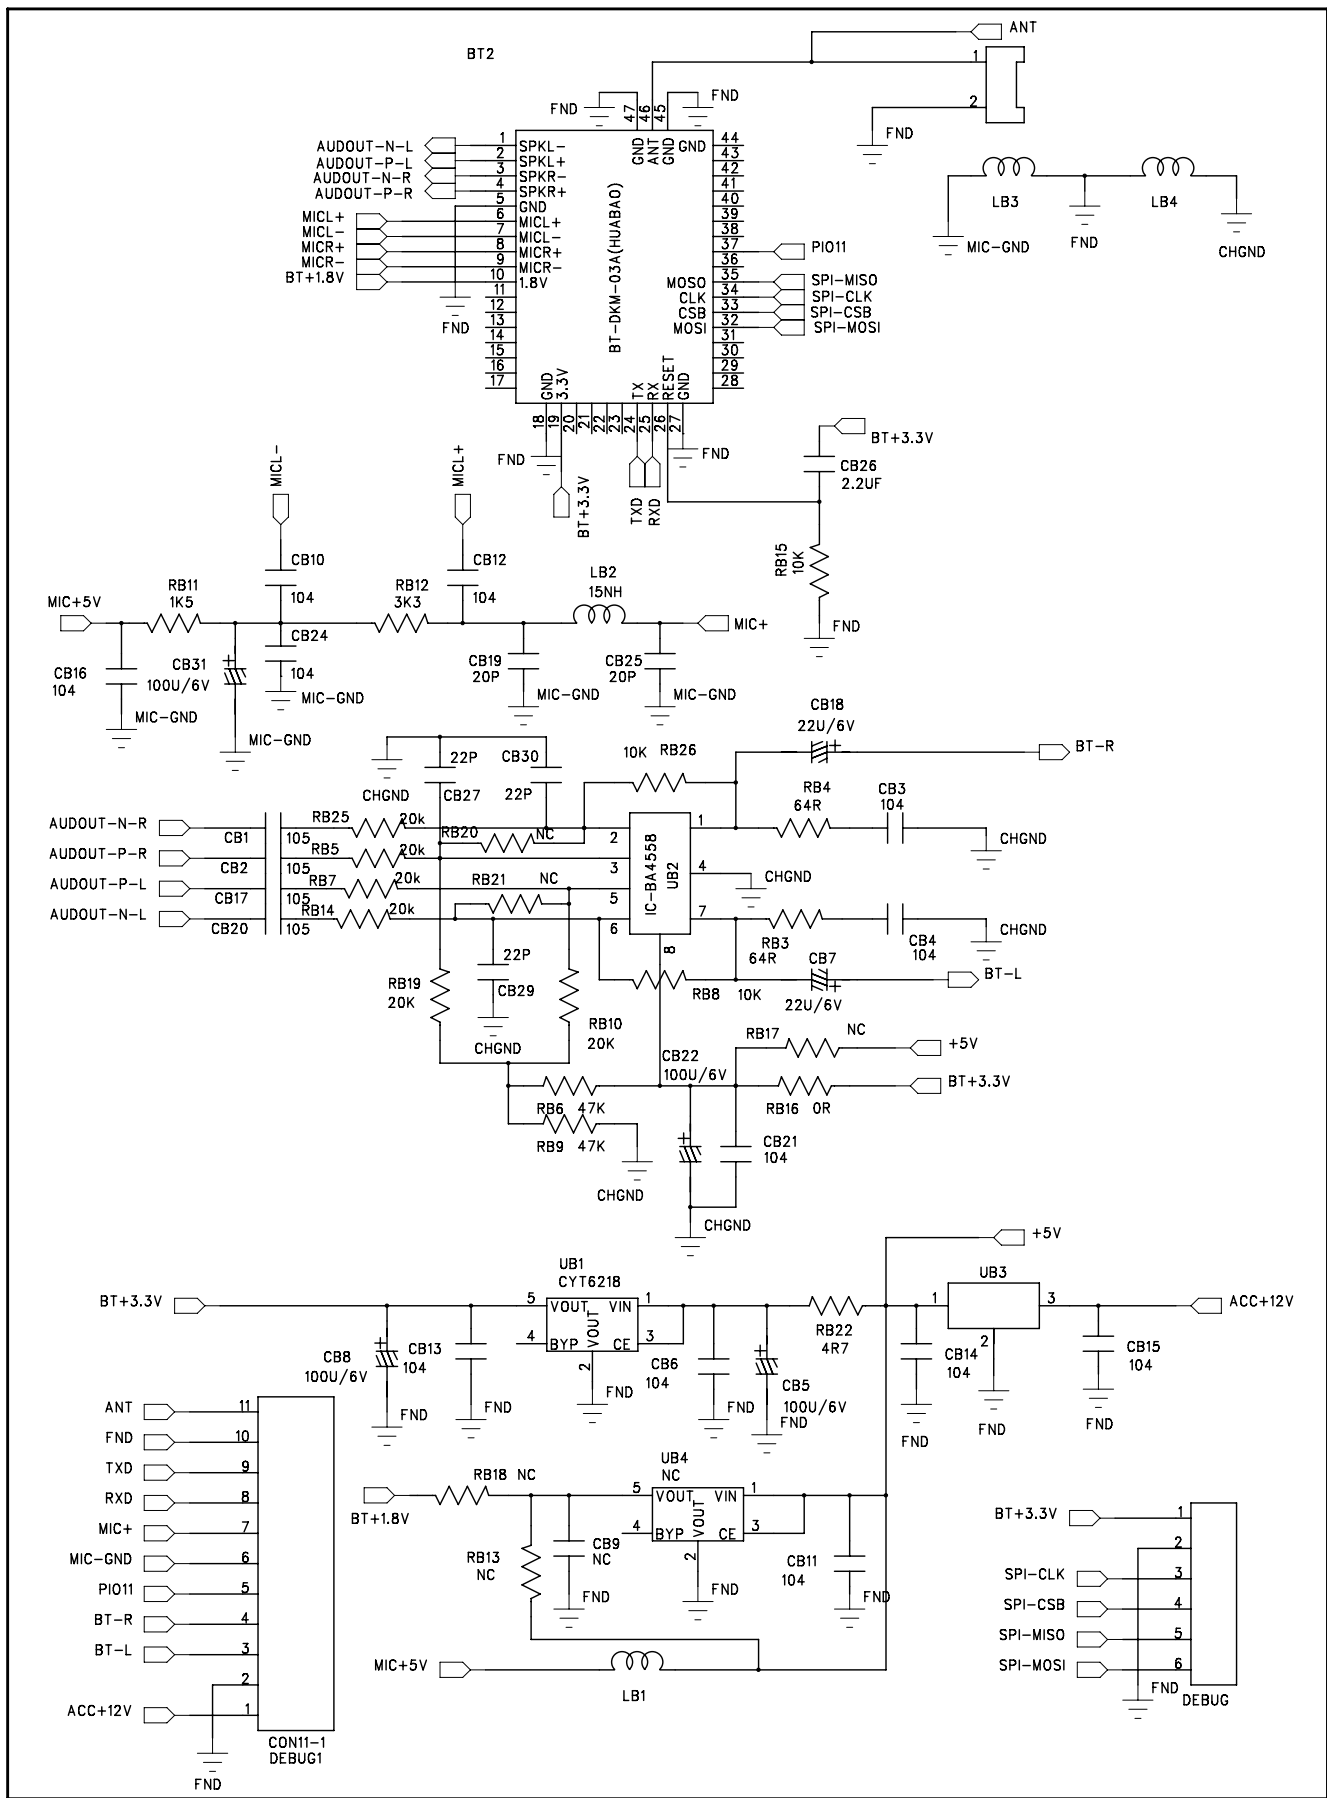 BT2
ANT
1
2
FND
FND
FND
47
46
45
GND
ANT
GND
GND
AUDOUT-N-L 1 SPKL-
AUDOUT-P-L 2 SPKL+
AUDOUT-N-R 3 SPKR-
AUDOUT-P-R 4 SPKR+
5 GND
MICL+ 6 MICL+
MICL- 7 MICL-
MICR+ 8 MICR+
MICR- 9 MICR-
BT+1.8V 10 1.8V
11
12
13
14
15
16
17
FND
BT-DKM-03A(HUABAO)
44
43
42
41
40
39
38
37 PIO11
36
MOSO 35 SPI-MISO
CLK 34 SPI-CLK
CSB 33 SPI-CSB
MOSI 32 SPI-MOSI
31
30
29
28
GND
3.3V
TX
RX
RESET
GND
18
19
20
21
22
23
24
25
26
27
FND
FND
BT+3.3V
TXD
RXD
LB3
LB4
MIC-GND
FND
CHGND
BT+3.3V
CB26
2.2UF
RB15
10K
FND
MICL-
MICL+
CB10
104
CB12
104
MIC+5V
RB11
1K5
RB12
3K3
LB2
15NH
MIC+
CB16
104
CB31
100U/6V
CB24
104
CB19
20P
CB25
20P
MIC-GND
MIC-GND
MIC-GND
MIC-GND
MIC-GND
CHGND
22P
CB27
CB30
22P
10K
RB26
CB18
22U/6V
BT-R
RB4
64R
CB3
104
CHGND
AUDOUT-N-R
CB1
105
RB25
20k
RB20
NC
AUDOUT-P-R
CB2
105
RB5
20k
AUDOUT-P-L
CB17
105
RB7
20k
RB21
NC
AUDOUT-N-L
CB20
105
RB14
20k
2
3
5
6
IC-BA4558
UB2
1
4
7
8
CHGND
RB3
64R
CB4
104
CHGND
RB8
10K
CB7
22U/6V
BT-L
RB19
20K
22P
CB29
CHGND
RB10
20K
RB17
NC
+5V
CB22
100U/6V
RB16
0R
BT+3.3V
RB6
47K
RB9
47K
CHGND
CB21
104
CHGND
+5V
BT+3.3V
UB1
CYT6218
5 VOUT VIN 1
4 BYP CE 3
VOUT
2
FND
CB8
100U/6V
CB13
104
FND
FND
CB6
104
FND
CB5
100U/6V
FND
RB22
4R7
UB3
1
3
2
ACC+12V
CB14
104
CB15
104
FND
FND
FND
ANT 11
FND 10
TXD 9
RXD 8
MIC+ 7
MIC-GND 6
PIO11 5
BT-R 4
BT-L 3
2
ACC+12V 1
FND
CON11-1
DEBUG1
BT+1.8V
RB18 NC
UB4
NC
5 VOUT VIN 1
4 BYP CE 3
VOUT
2
FND
RB13
NC
CB9
NC
FND
CB11
104
FND
MIC+5V
LB1
BT+3.3V 1
2
SPI-CLK 3
SPI-CSB 4
SPI-MISO 5
SPI-MOSI 6
FND
DEBUG